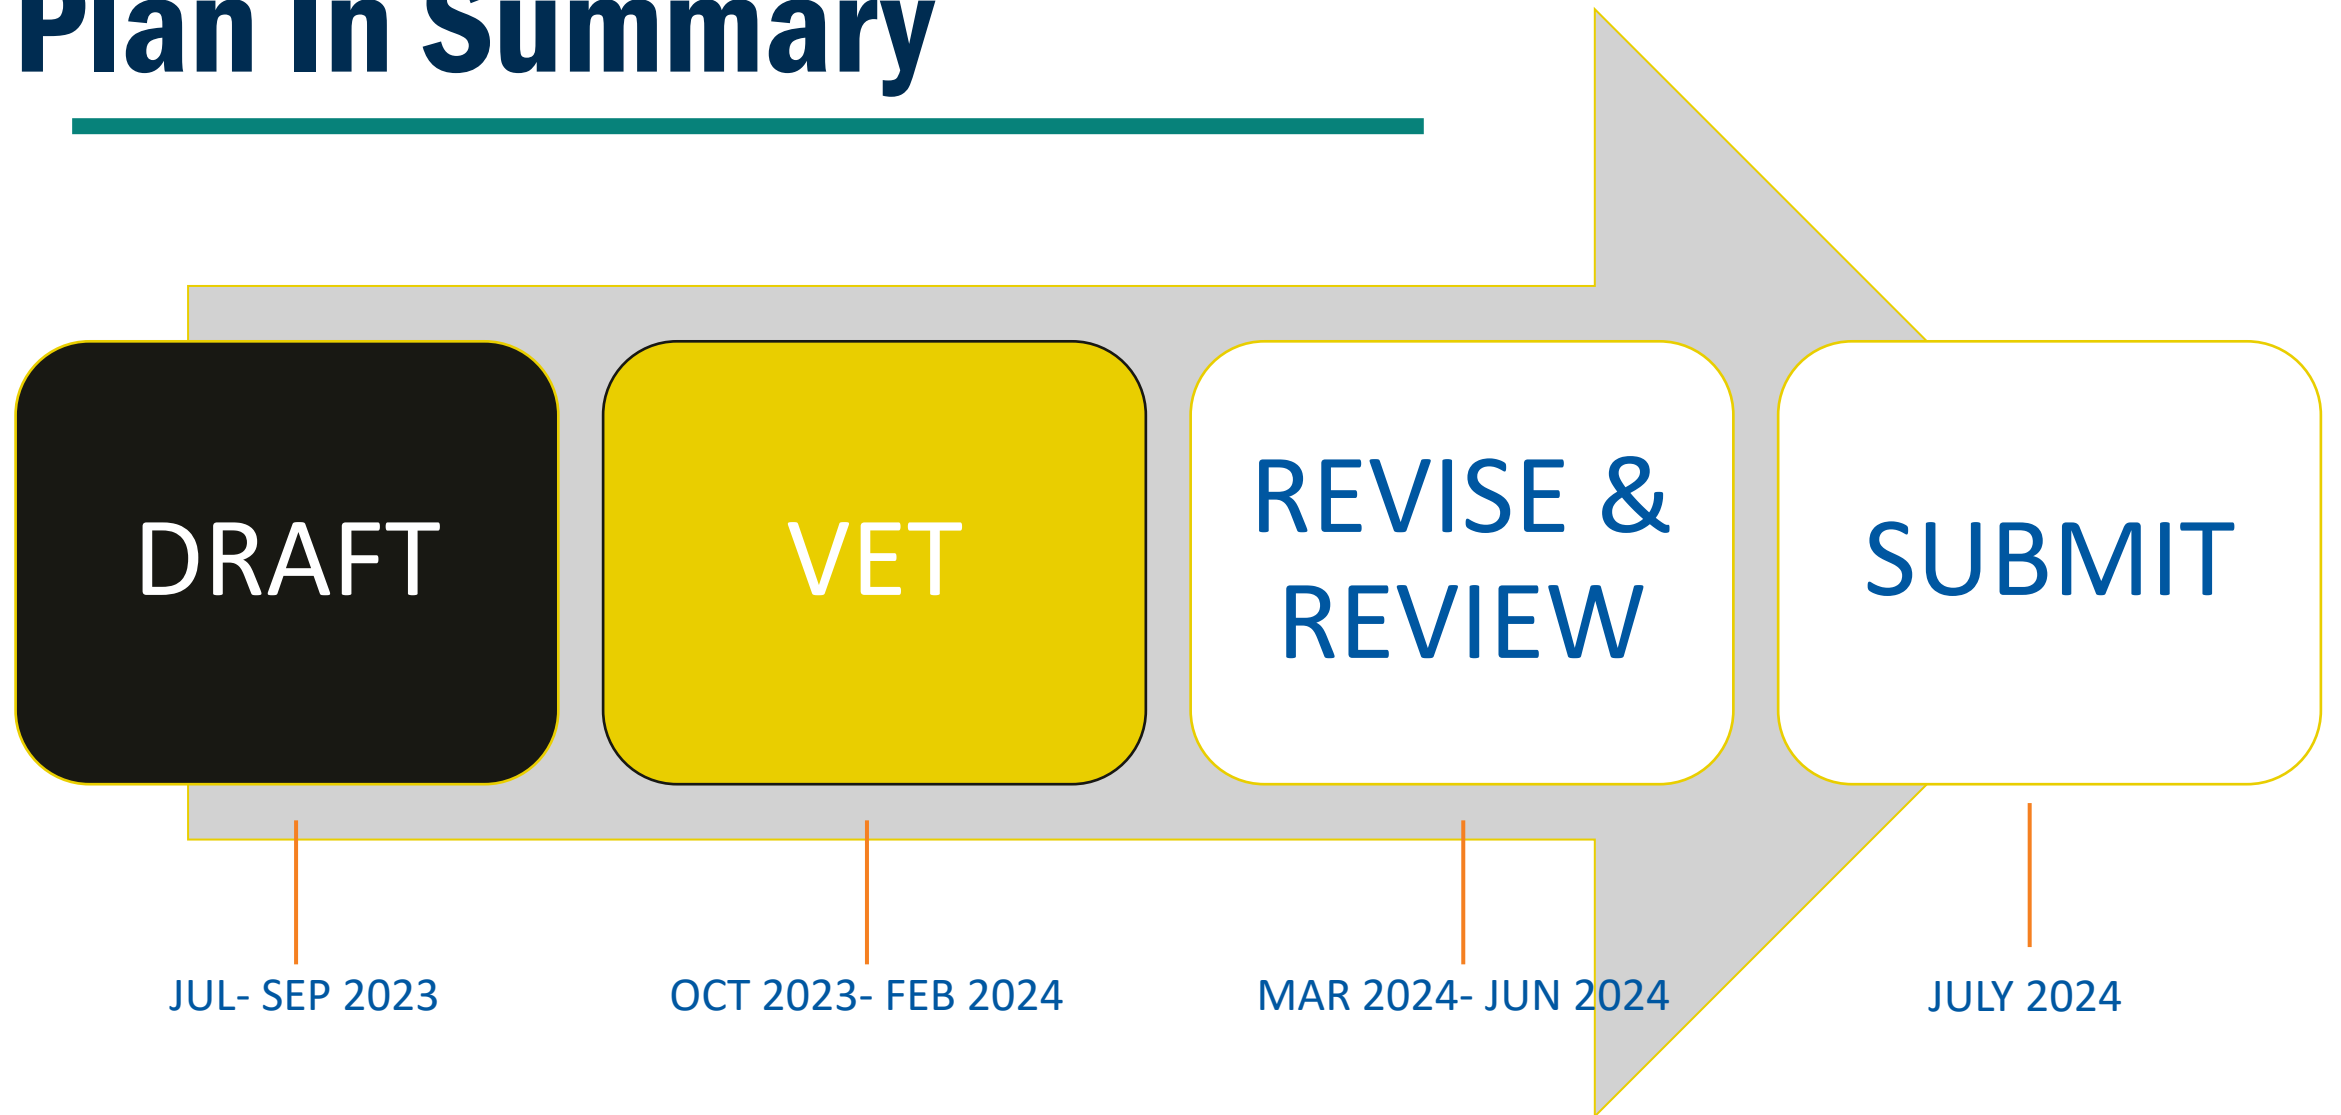 Plan In Summary
DRAFT
VET
REVISE &
REVIEW
SUBMIT
JUL- SEP 2023
OCT 2023- FEB 2024
MAR 2024- JUN 2024
JULY 2024